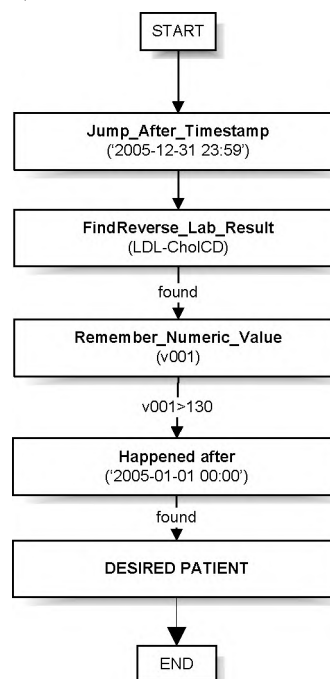 START
Jump_After_Timestamp
('2005-12-31 23:59')
FindReverse_Lab_Result
(LDL-CholCD)
found
Remember_Numeric_Value
(v001)
v001>130
Happened after
('2005-01-01 00:00')
found
DESIRED PATIENT
END